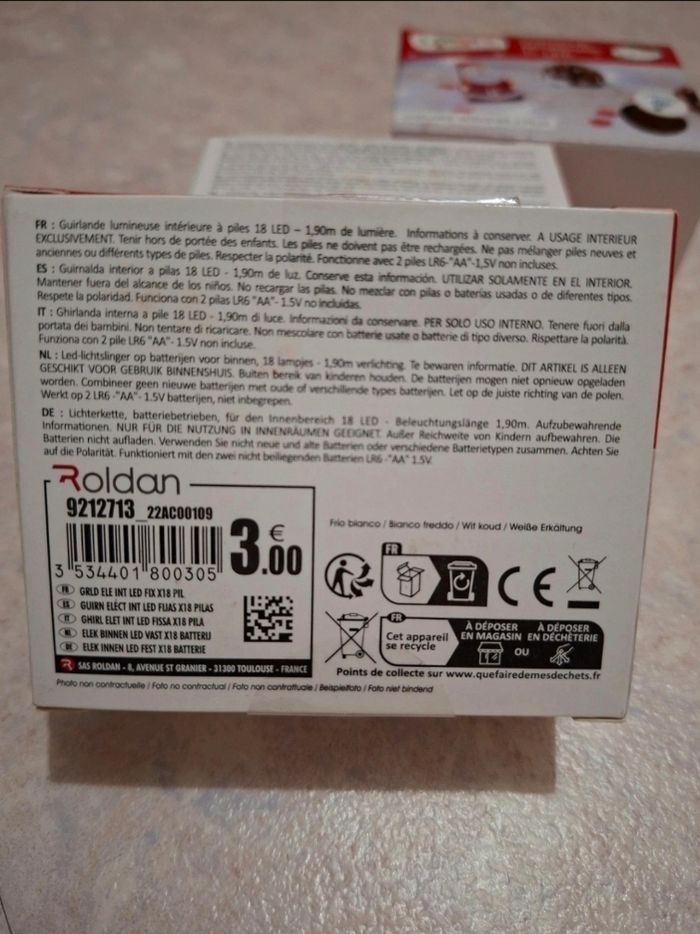 FR : Guirlande lumineuse intérieure à piles 18 LED – 1,90m de lumière. Informations à conserver. A USAGE INTERIEUR
EXCLUSIVEMENT. Tenir hors de portée des enfants. Les piles ne doivent pas être rechargées. Ne pas mélanger piles neuves et
anciennes ou différents types de piles. Respecter la polarité. Fonctionne avec 2 piles LR6-"AA"-1,5V non incluses.
ES : Guirnalda interior a pilas 18 LED - 1,90m de luz. Conserve esta información. UTILIZAR SOLAMENTE EN EL INTERIOR.
Mantener fuera del alcance de los niños. No recargar las pilas. No mezclar con pilas o baterías usadas o de diferentes tipos.
Respete la polaridad. Funciona con 2 pilas LR6 "AA"- 1.5V no incluidas.
IT : Ghirlanda interna a pile 18 LED - 1,90m di luce. Informazioni da conservare. PER SOLO USO INTERNO. Tenere fuori dalla
portata dei bambini. Non tentare di ricaricare. Non mescolare con batterie usate o batterie di tipo diverso. Rispettare la polarità.
Funziona con 2 pile LR6 "AA"- 1.5V non incluse.
NL : Led-lichtslinger op batterijen voor binnen, 18 lampjes - 1,90m verlichting. Te bewaren informatie. DIT ARTIKEL IS ALLEEN
GESCHIKT VOOR GEBRUIK BINNENSHUIS. Buiten bereik van kinderen houden. De batterijen mogen niet opnieuw opgeladen
worden. Combineer geen nieuwe batterijen met oude of verschillende types batterijen. Let op de juiste richting van de polen.
Werkt op 2 LR6 -"AA"- 1.5V batterijen, niet inbegrepen.
DE : Lichterkette, batteriebetrieben, für den Innenbereich 18 LED - Beleuchtungslänge 1,90m. Aufzubewahrende
Informationen. NUR FÜR DIE NUTZUNG IN INNENRÄUMEN GEEIGNET. Außer Reichweite von Kindern aufbewahren. Die
Batterien nicht aufladen. Verwenden Sie nicht neue und alte Batterien oder verschiedene Batterietypen zusammen. Achten Sie
auf die Polarität. Funktioniert mit den zwei nicht beiliegenden Batterien LR6 -"AA" 1.5V.
Roldan
9212713_22AC00109
3.00 €
3 534401 800305
FR GRLD ELE INT LED FIX X18 PIL
ES GUIRN ELÉCT INT LED FIJAS X18 PILAS
IT GHIRL ELET INT LED FISSA X18 PILA
NL ELEK BINNEN LED VAST X18 BATTERIJ
DE ELEK INNEN LED FEST X18 BATTERIE
R SAS ROLDAN - 8, AVENUE ST GRANIER - 31300 TOULOUSE - FRANCE
Frío blanco / Bianco freddo / Wit koud / Weiße Erkältung
FR
CE
FR
Cet appareil
se recycle
À DÉPOSER
EN MAGASIN
OU
À DÉPOSER
EN DÉCHÈTERIE
Points de collecte sur www.quefairedemesdechets.fr
Photo non contractuelle / Foto no contractual / Foto non contrattuale / Beispielfoto / Foto niet bindend